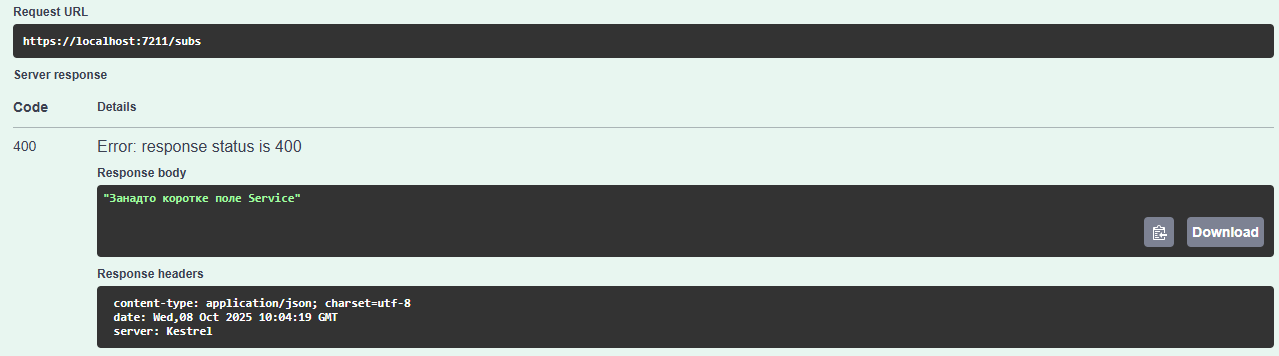 Request URL
https://localhost:7211/subs
Server response
Code Details
400 Error: response status is 400
Response body
"Занадто коротке поле Service"
Download
Response headers
content-type: application/json; charset=utf-8
date: Wed,08 Oct 2025 10:04:19 GMT
server: Kestrel